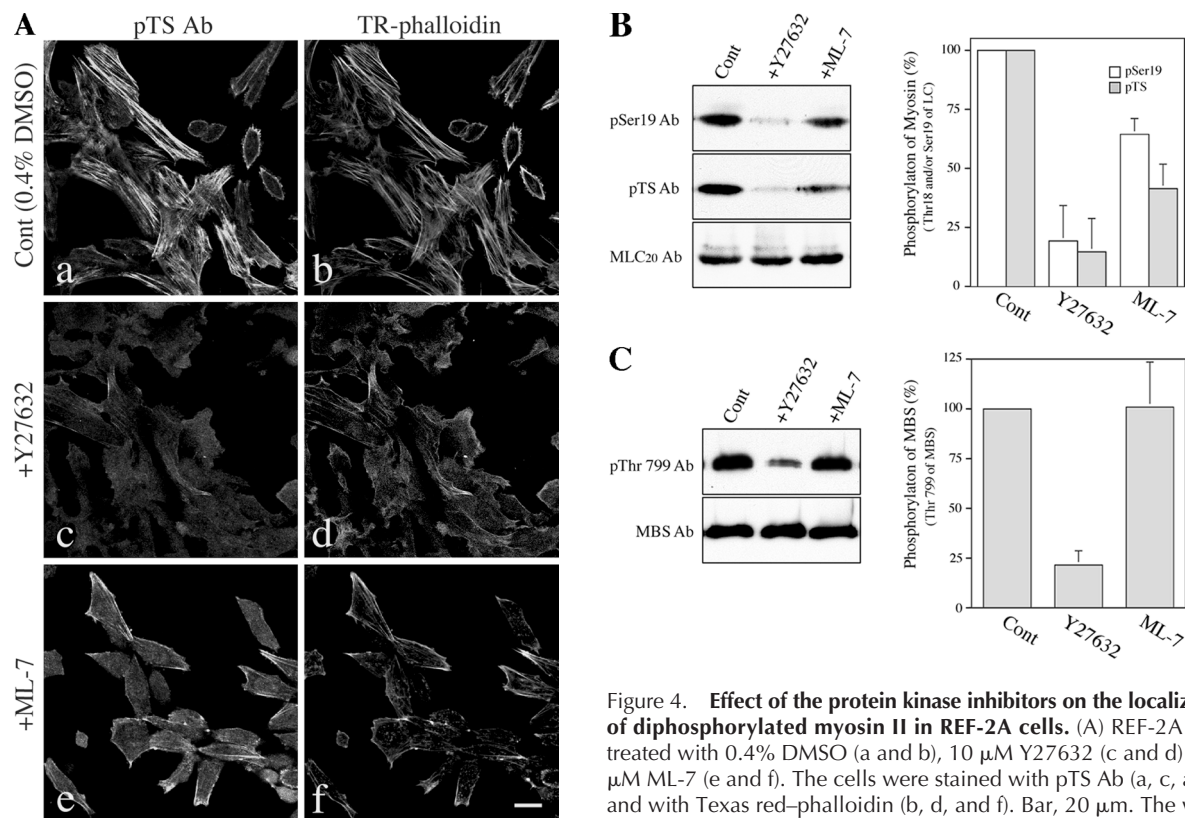 A
pTS Ab
TR-phalloidin
Cont (0.4% DMSO)
a
b
+Y27632
c
d
+ML-7
e
f
B
Cont
+Y27632
+ML-7
pSer19 Ab
pTS Ab
MLC20 Ab
Phosphorylaton of Myosin (%)
(Thr18 and/or Ser19 of LC)
100
75
50
25
0
pSer19
pTS
Cont
Y27632
ML-7
C
Cont
+Y27632
+ML-7
pThr 799 Ab
MBS Ab
Phosphorylaton of MBS (%)
(Thr 799 of MBS)
125
100
75
50
25
0
Cont
Y27632
ML-7
Figure 4. Effect of the protein kinase inhibitors on the localiz
of diphosphorylated myosin II in REF-2A cells. (A) REF-2A
treated with 0.4% DMSO (a and b), 10 μM Y27632 (c and d)
μM ML-7 (e and f). The cells were stained with pTS Ab (a, c, a
and with Texas red–phalloidin (b, d, and f). Bar, 20 μm. The